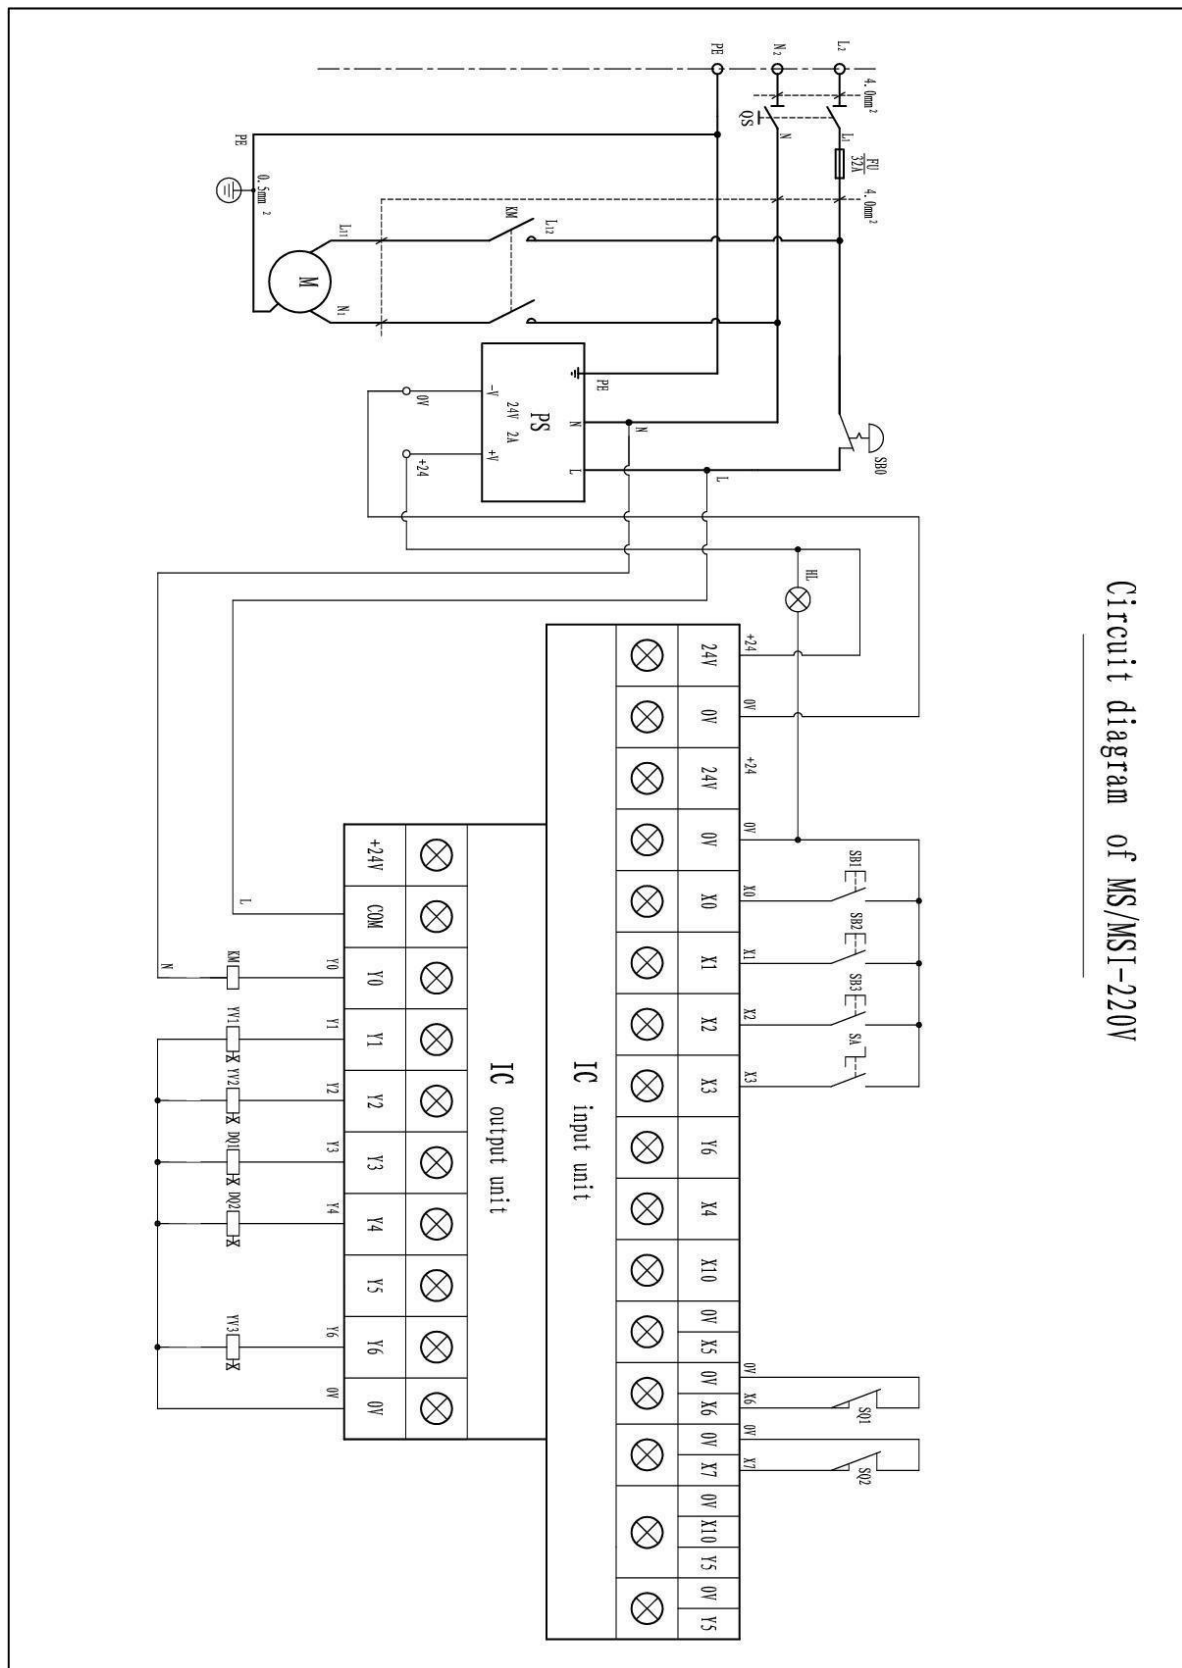 Circuit diagram of MS/MSI-220V
L2
N2
PE
4.0mm²
QS
L1
N
FU
32A
4.0mm²
PE
0.5mm²
L11
KM
L12
M
N1
SB0
PE
PS
24V 2A
-V
+V
N
L
N
L
0V
+24
HL
+24
0V
+24
0V
SB1
X0
SB2
X1
SB3
X2
SA
X3
0V
X6
SQ1
0V
X7
SQ2
24V
0V
24V
0V
X0
X1
X2
X3
Y6
X4
X10
0V
X5
0V
X6
0V
X7
0V
X10
Y5
0V
Y5
IC input unit
IC output unit
+24V
COM
Y0
Y1
Y2
Y3
Y4
Y5
Y6
0V
L
N
KM
Y0
YV1
Y1
YV2
Y2
DQ1
Y3
DQ2
Y4
YV3
Y6
0V